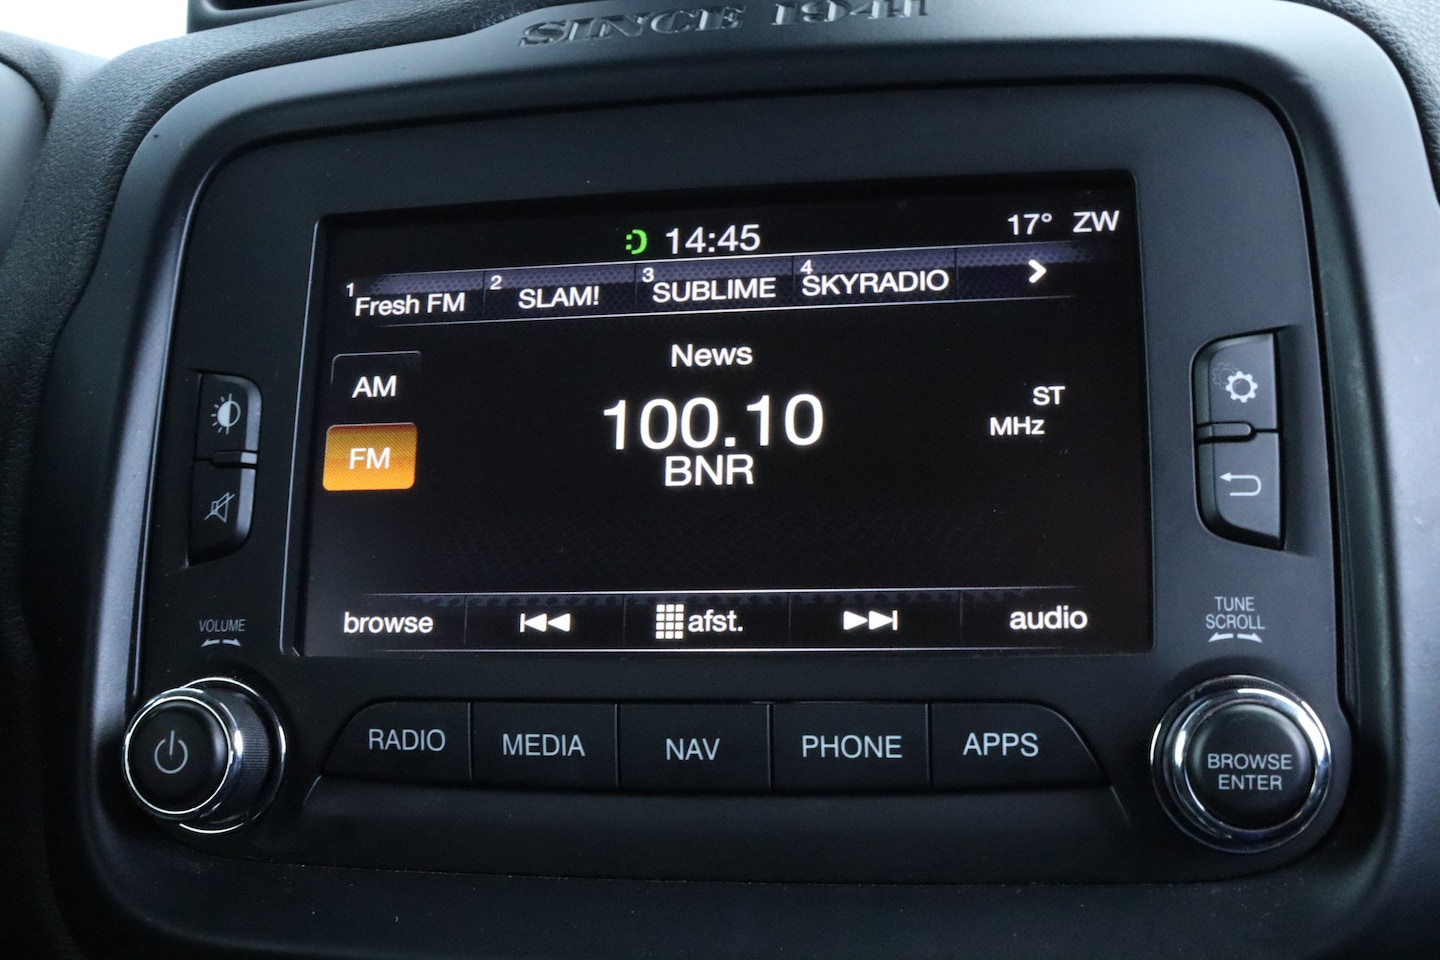 SINCE 1941
14:45 17° ZW
1 Fresh FM 2 SLAM! 3 SUBLIME 4 SKYRADIO
News
AM
100.10
ST
MHz
FM
BNR
browse afst. audio
VOLUME
TUNE
SCROLL
RADIO MEDIA NAV PHONE APPS
BROWSE
ENTER